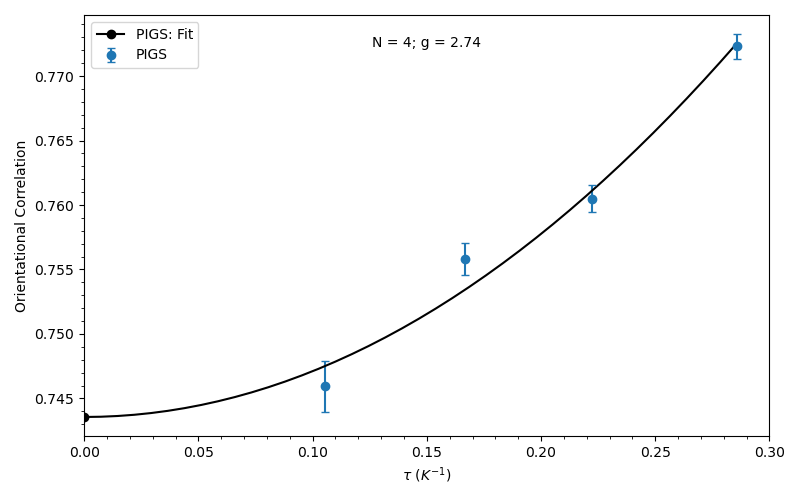 PIGS: Fit
PIGS
N = 4; g = 2.74
Orientational Correlation
0.770
0.765
0.760
0.755
0.750
0.745
0.00 0.05 0.10 0.15 0.20 0.25 0.30
τ (K⁻¹)